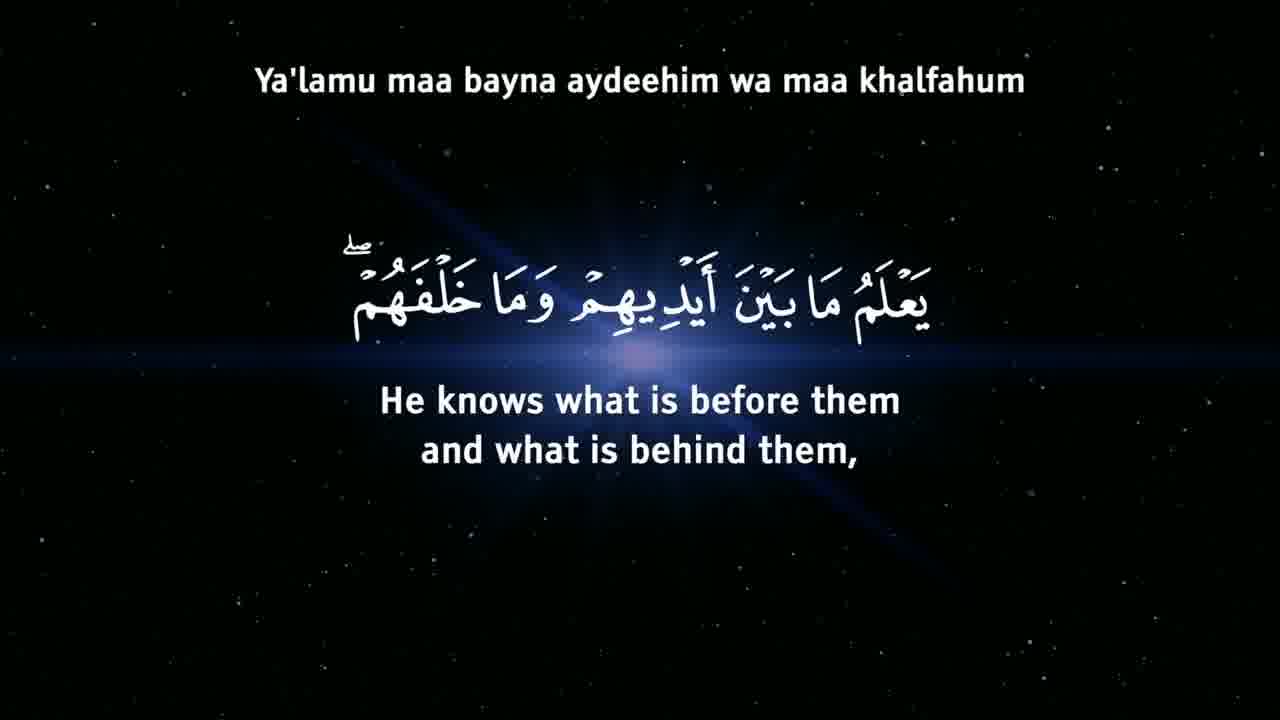 Ya'lamu maa bayna aydeehim wa maa khalfahum
يَعْلَمُ مَا بَيْنَ أَيْدِيهِمْ وَمَا خَلْفَهُمْ ۖ
He knows what is before them
and what is behind them,